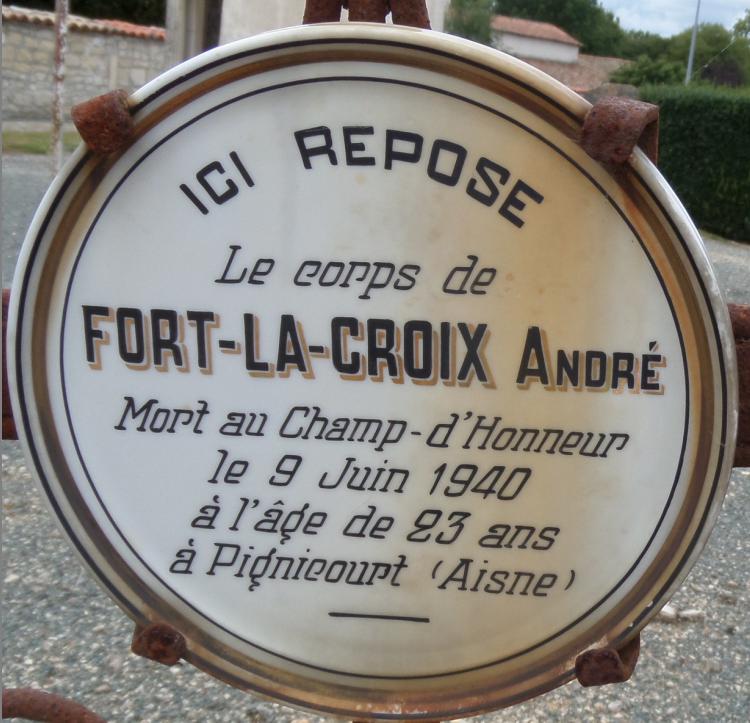 ICI REPOSE
Le corps de
FORT-LA-CROIX ANDRÉ
Mort au Champ-d'Honneur
le 9 Juin 1940
à l'âge de 23 ans
à Pignicourt (Aisne)